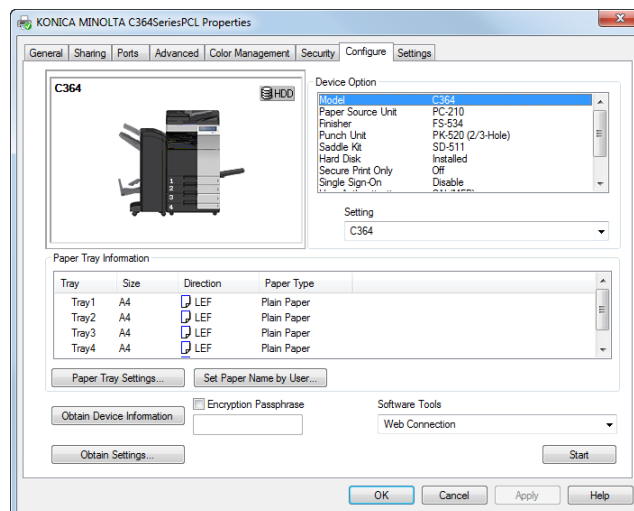 KONICA MINOLTA C364SeriesPCL Properties
General Sharing Ports Advanced Color Management Security Configure Settings
C364
HDD
1
2
3
4
Device Option
Model C364
Paper Source Unit PC-210
Finisher FS-534
Punch Unit PK-520 (2/3-Hole)
Saddle Kit SD-511
Hard Disk Installed
Secure Print Only Off
Single Sign-On Disable
Setting
C364
Paper Tray Information
Tray Size Direction Paper Type
Tray1 A4 LEF Plain Paper
Tray2 A4 LEF Plain Paper
Tray3 A4 LEF Plain Paper
Tray4 A4 LEF Plain Paper
Paper Tray Settings... Set Paper Name by User...
Obtain Device Information
Encryption Passphrase
Software Tools
Web Connection
Obtain Settings...
Start
OK Cancel Apply Help